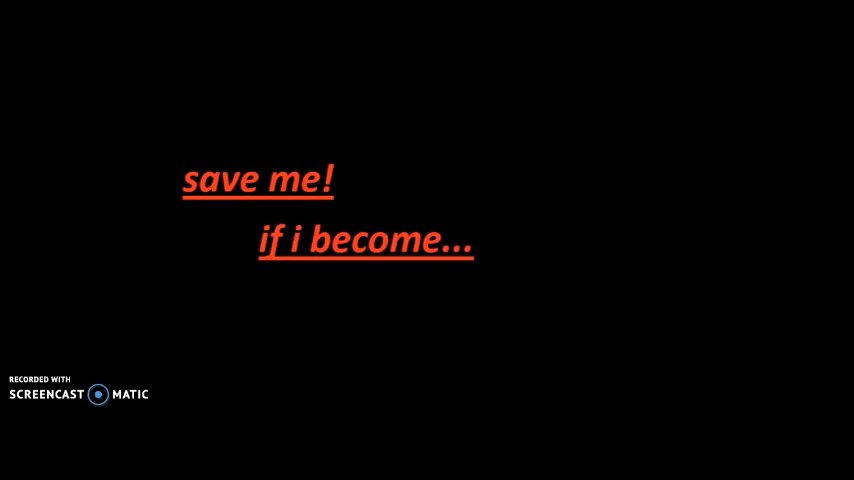 save me!
if i become...
RECORDED WITH
SCREENCAST MATIC